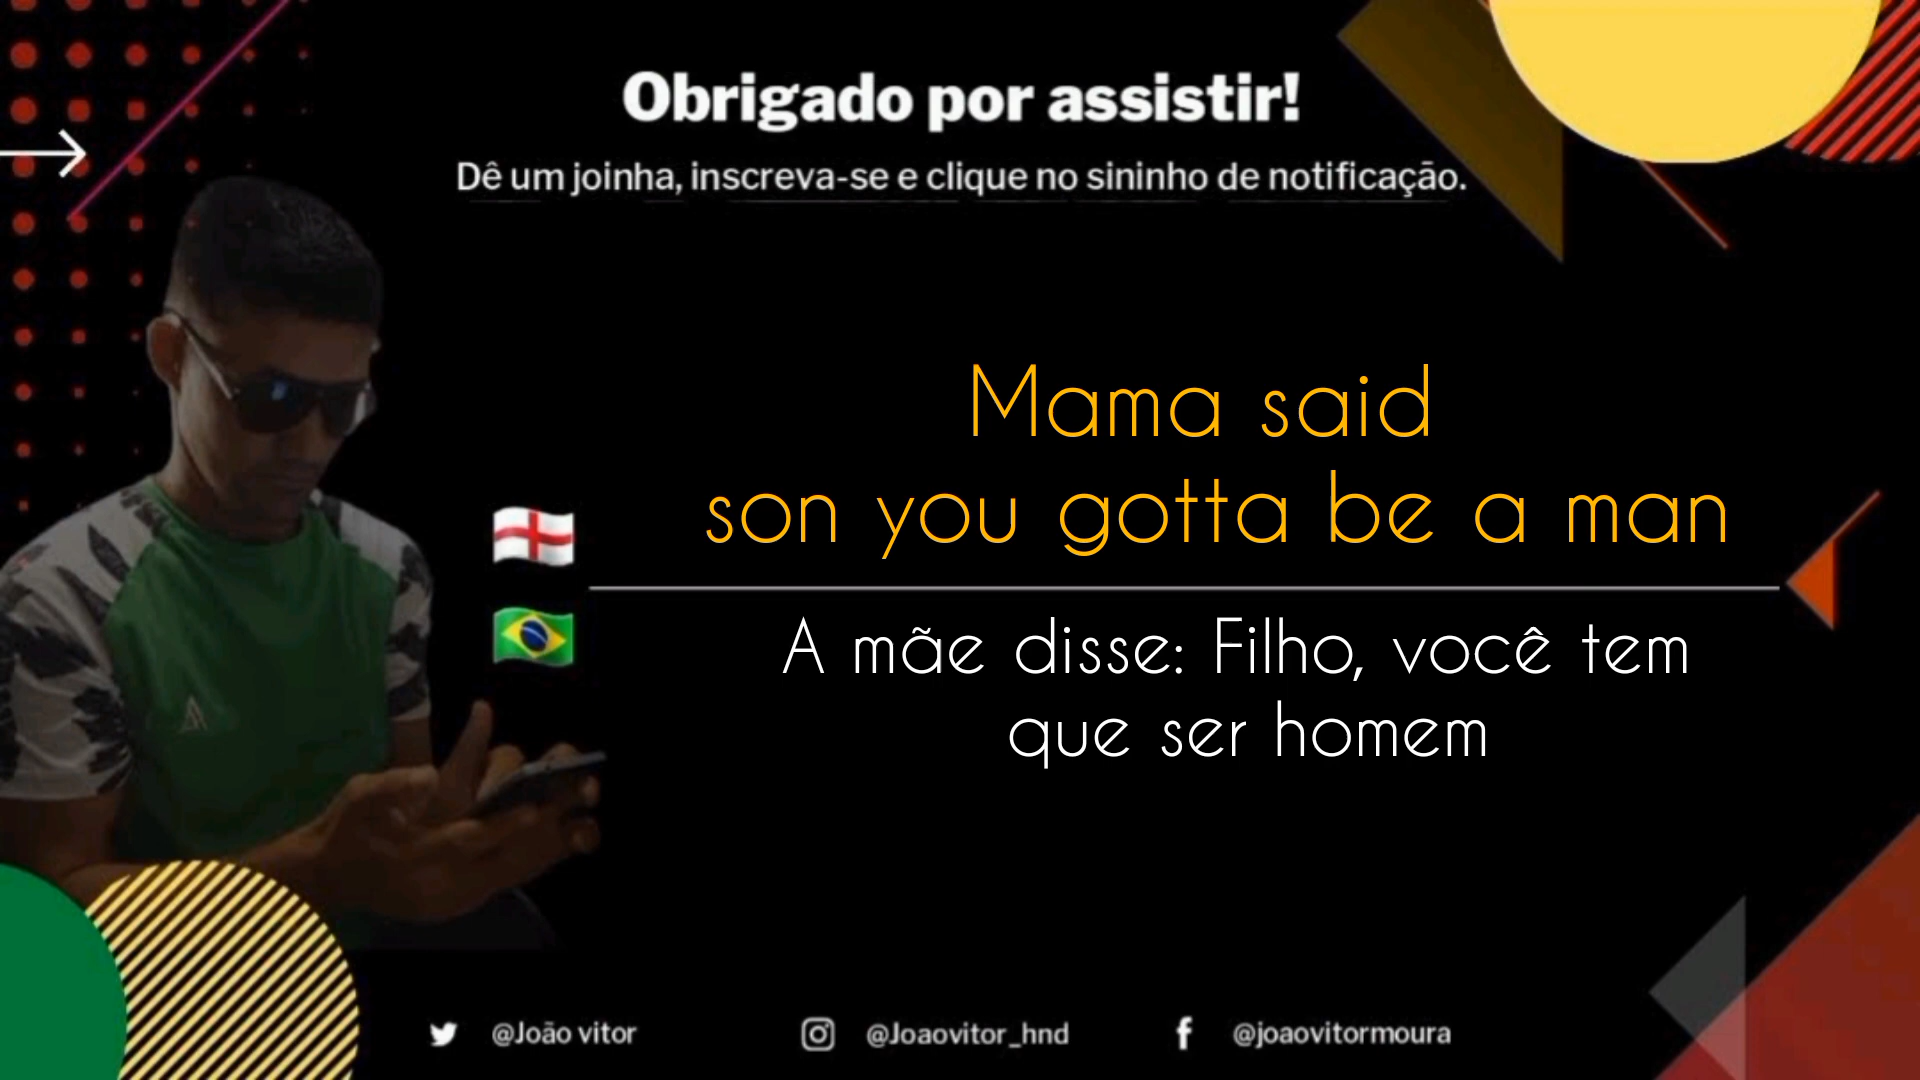 Obrigado por assistir!
Dê um joinha, inscreva-se e clique no sininho de notificação.
Mama said
son you gotta be a man
A mãe disse: Filho, você tem
que ser homem
@João vitor
@Joaovitor_hnd
@joaovitormoura